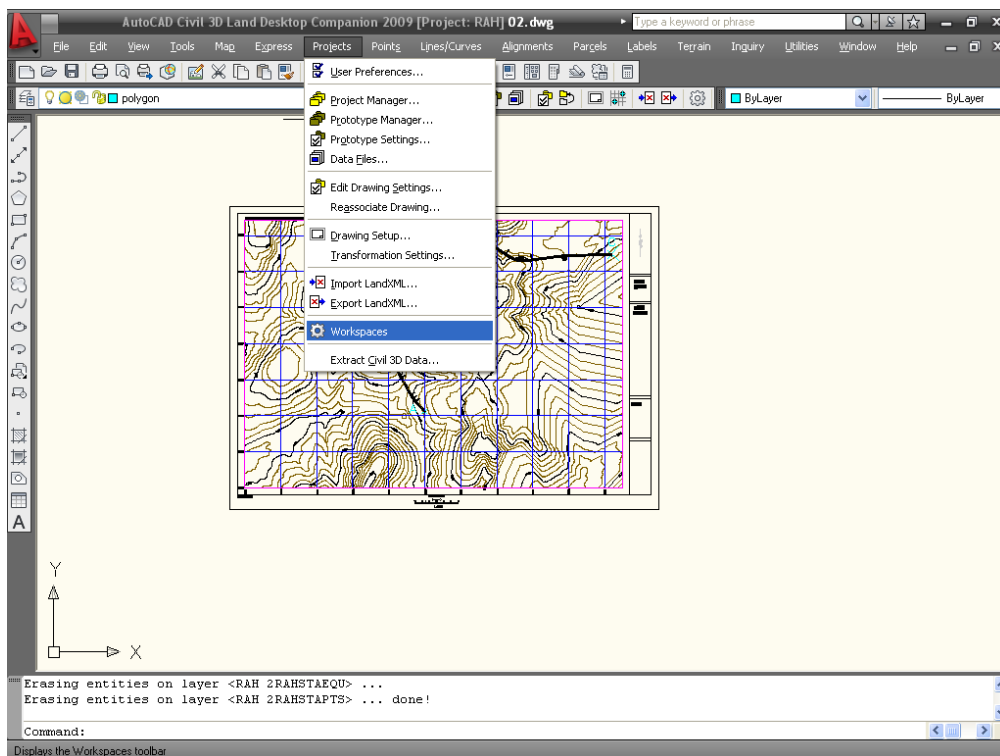 AutoCAD Civil 3D Land Desktop Companion 2009 [Project: RAH] 02.dwg
Type a keyword or phrase
File Edit View Tools Map Express Projects Points Lines/Curves Alignments Parcels Labels Terrain Inquiry Utilities Window Help
User Preferences...
polygon
ByLayer
ByLayer
Project Manager...
Prototype Manager...
Prototype Settings...
Data Files...
Edit Drawing Settings...
Reassociate Drawing...
Drawing Setup...
Transformation Settings...
Import LandXML...
Export LandXML...
Workspaces
Extract Civil 3D Data...
A
Y
X
Erasing entities on layer <RAH 2RAHSTAEQU> ...
Erasing entities on layer <RAH 2RAHSTAPTS> ... done!
Command:
Displays the Workspaces toolbar